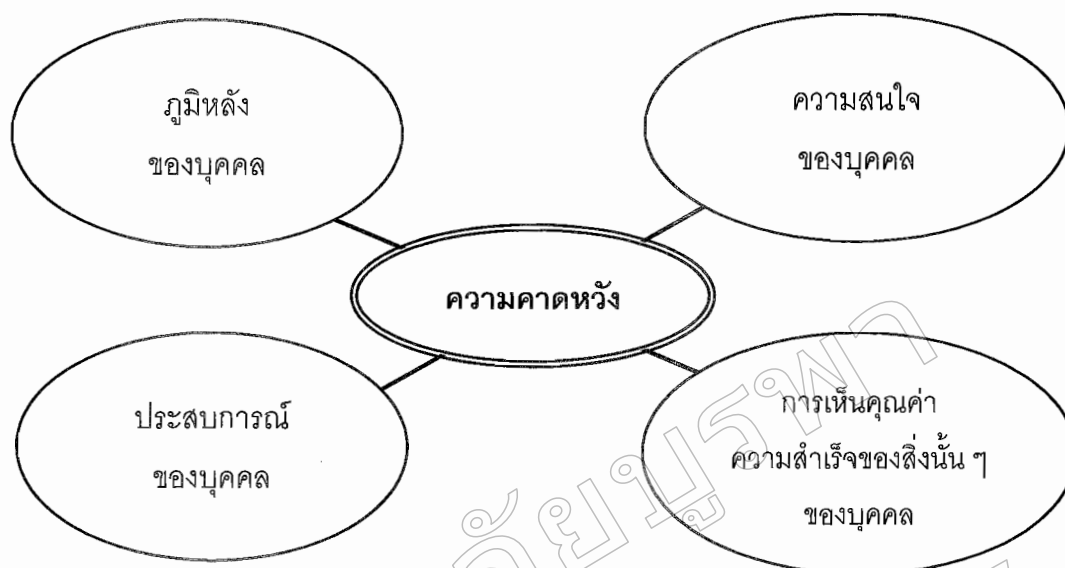 ภูมิหลัง
ของบุคคล
ความสนใจ
ของบุคคล
ความคาดหวัง
ประสบการณ์
ของบุคคล
การเห็นคุณค่า
ความสำเร็จของสิ่งนั้น ๆ
ของบุคคล